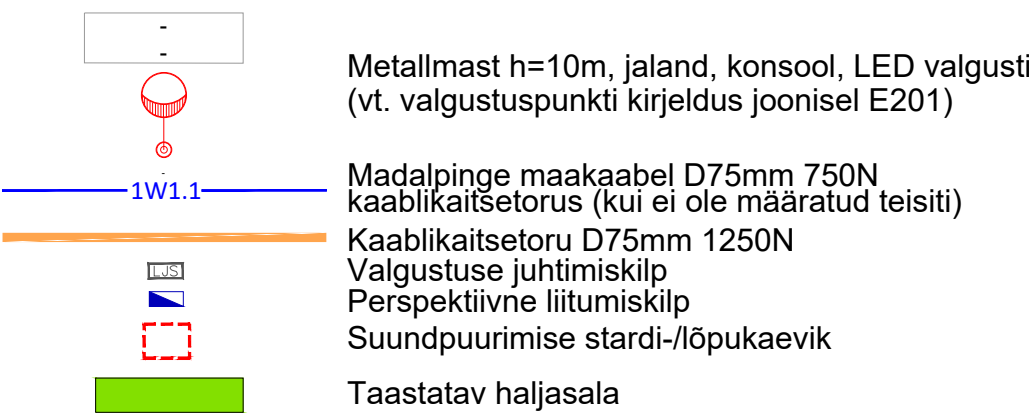 -
-
Metallmast h=10m, jaland, konsool, LED valgusti
(vt. valgustuspunkti kirjeldus joonisel E201)
-
1W1.1
Madalpinge maakaabel D75mm 750N
kaablikaitsetorus (kui ei ole määratud teisiti)
Kaablikaitsetoru D75mm 1250N
LJS
Valgustuse juhtimiskilp
Perspektiivne liitumiskilp
Suundpuurimise stardi-/lõpukaevik
Taastatav haljasala